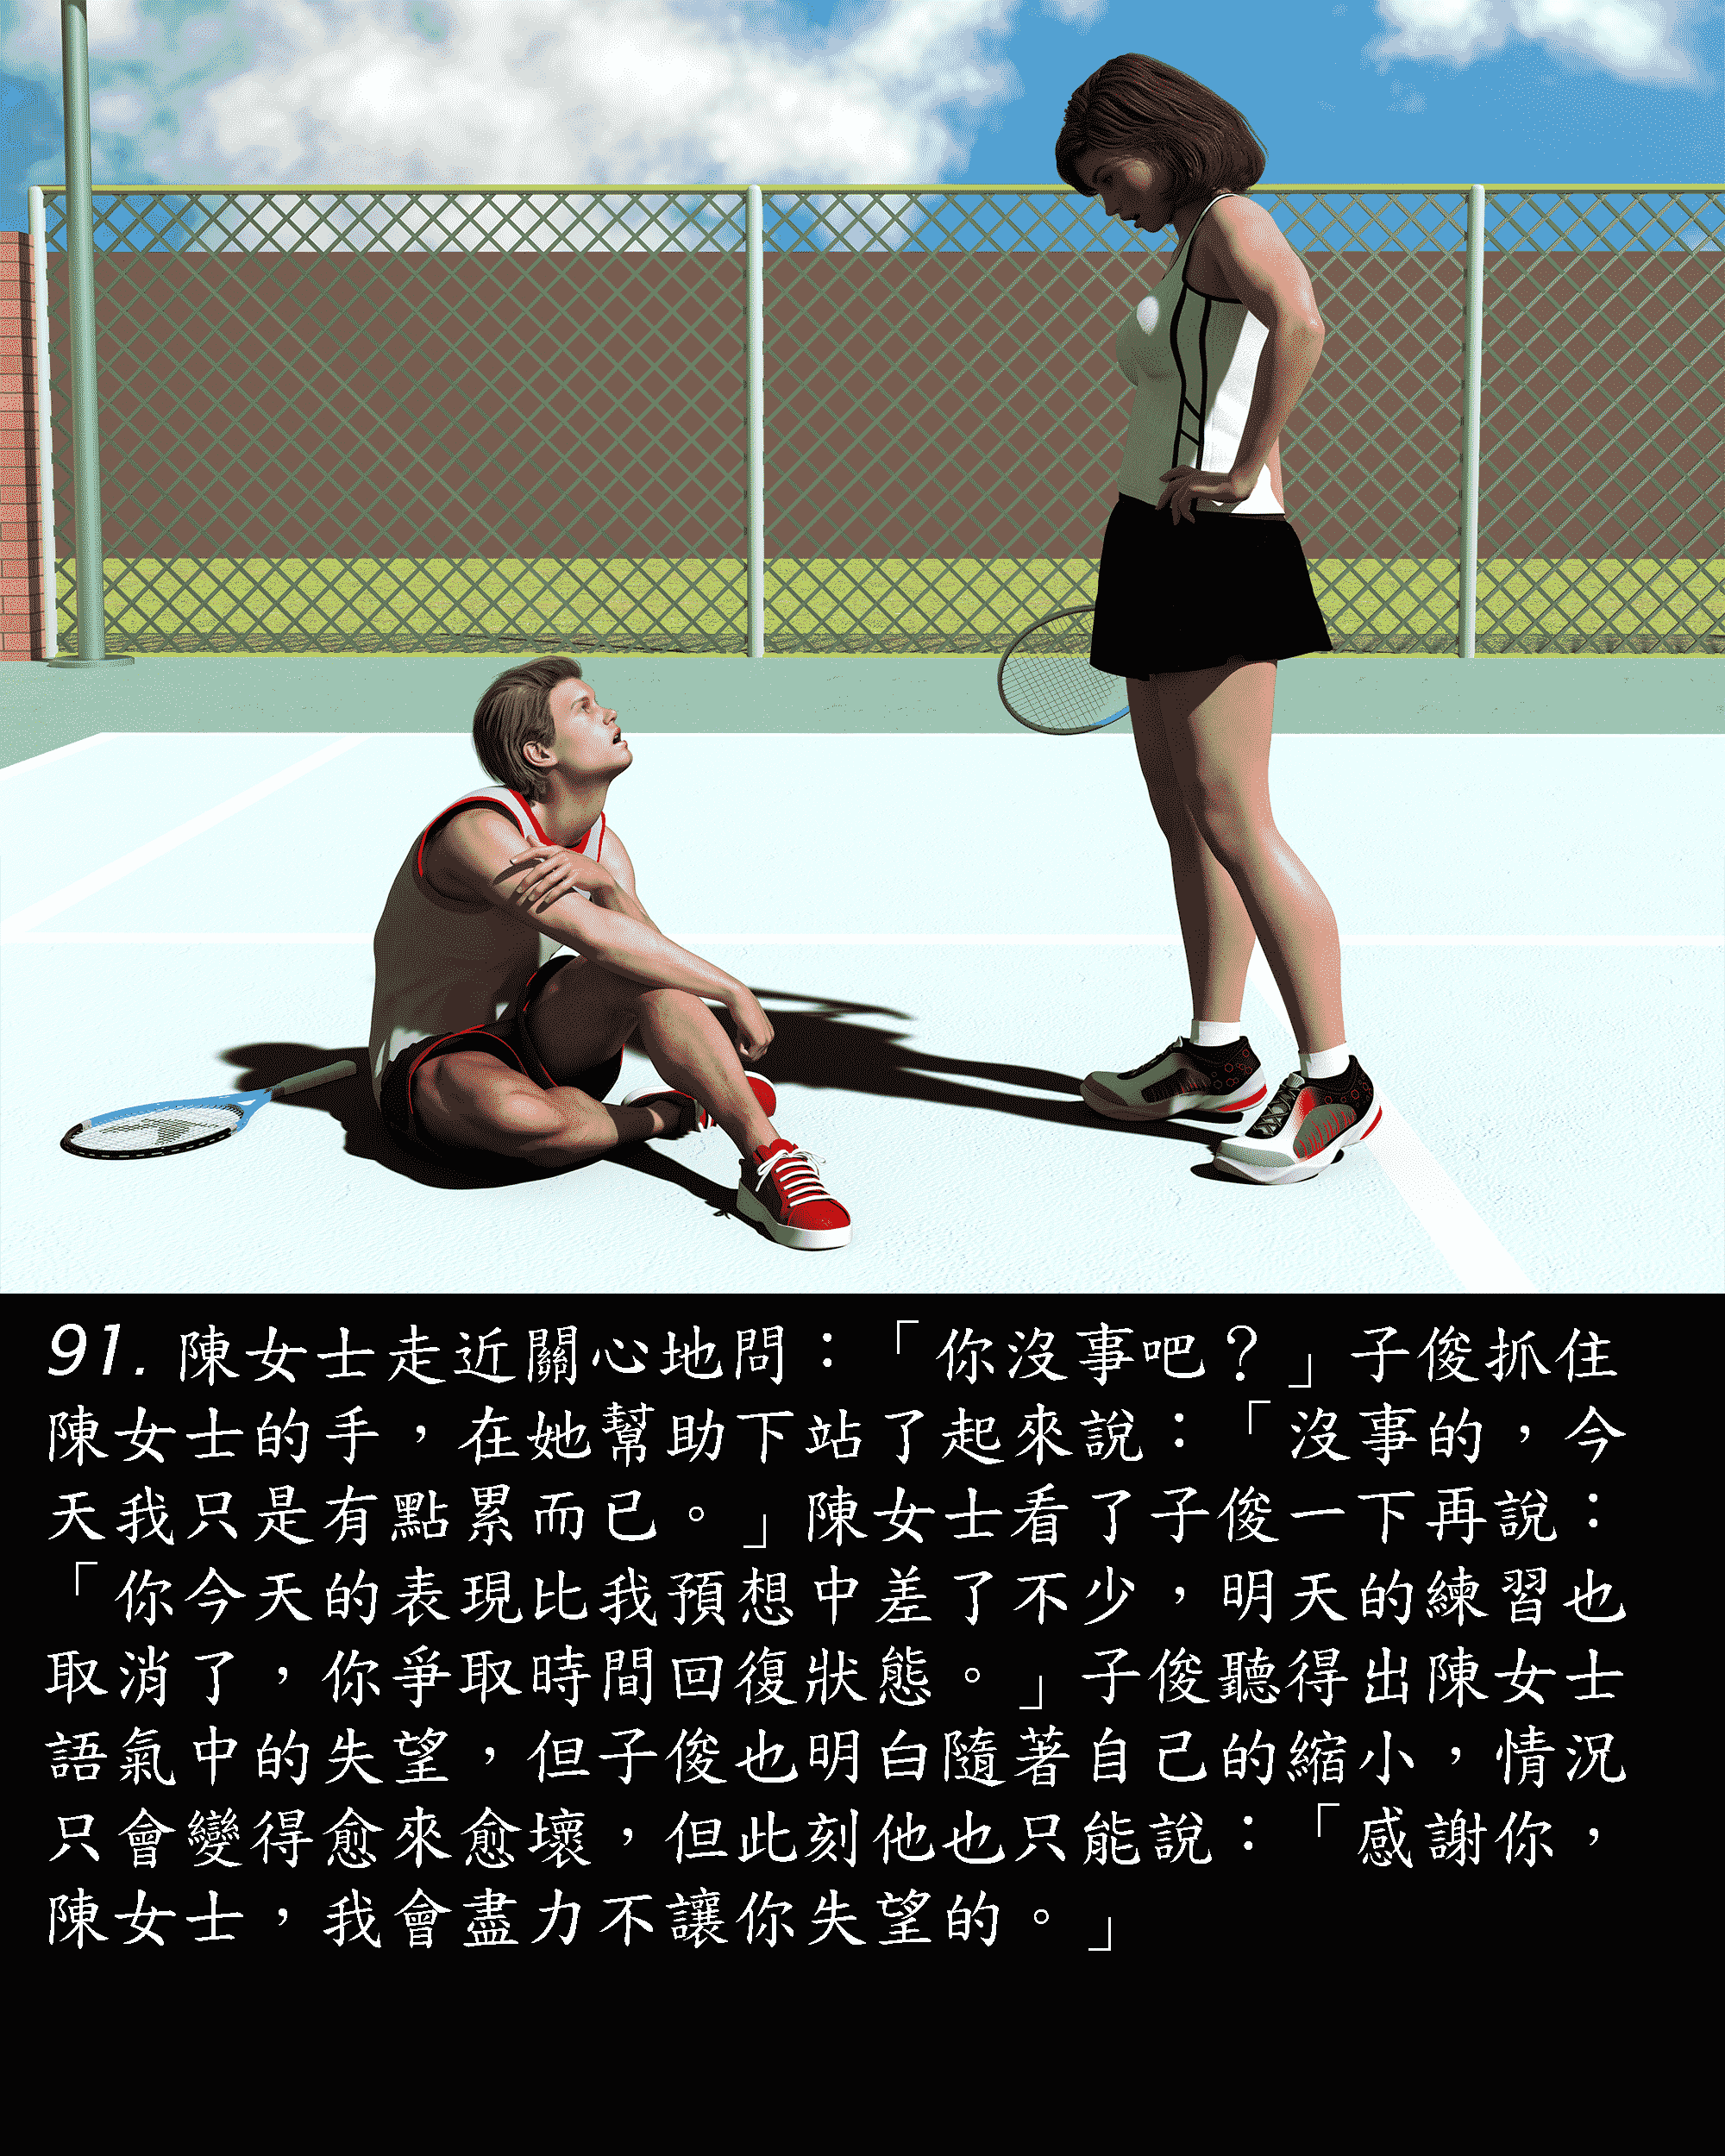 91. 陳女士走近關心地問：「你沒事吧？」子俊抓住
陳女士的手，在她幫助下站了起來說：「沒事的，今
天我只是有點累而已。」陳女士看了子俊一下再說：
「你今天的表現比我預想中差了不少，明天的練習也
取消了，你爭取時間回復狀態。」子俊聽得出陳女士
語氣中的失望，但子俊也明白隨著自己的縮小，情況
只會變得愈來愈壞，但此刻他也只能說：「感謝你，
陳女士，我會盡力不讓你失望的。」